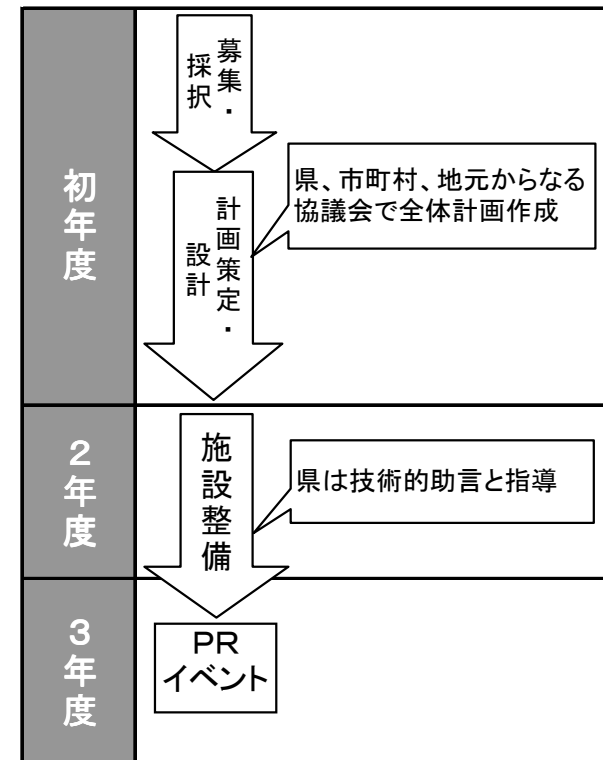 初年度
募集・
採択
計画策定・
設計
県、市町村、地元からなる
協議会で全体計画作成
２年度
施設整備
県は技術的助言と指導
３年度
ＰＲ
イベント